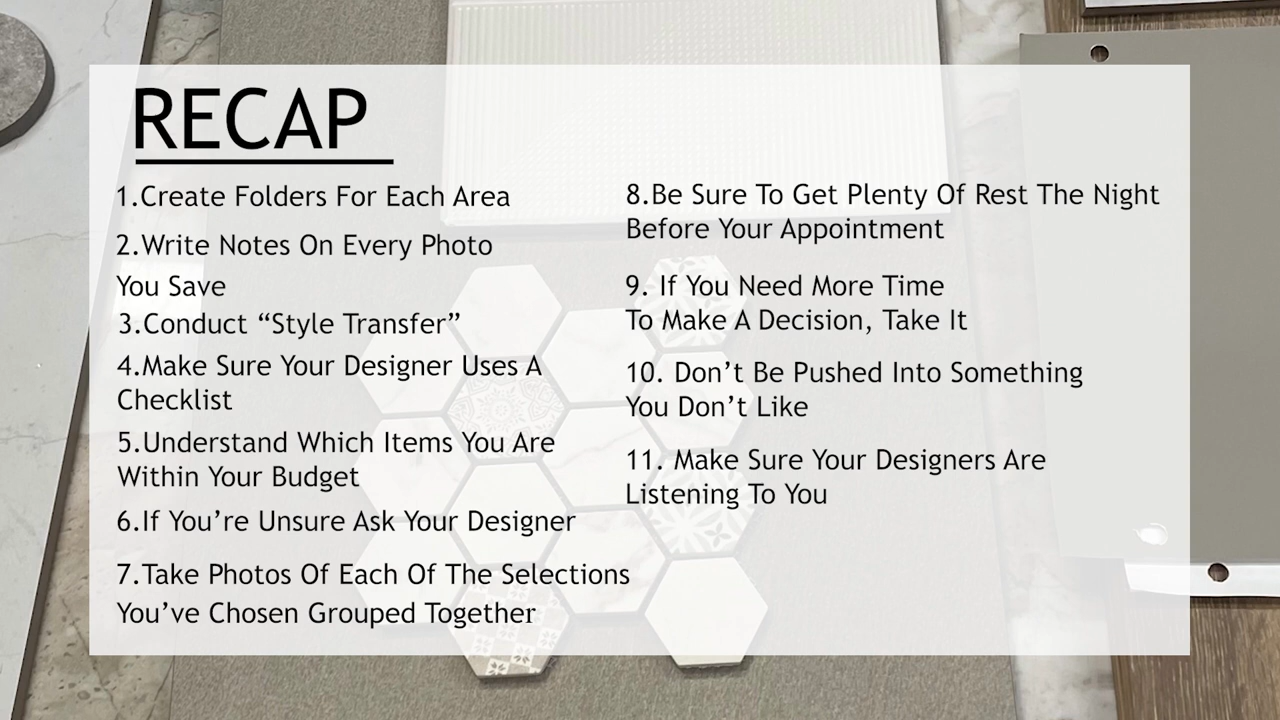 RECAP
1.Create Folders For Each Area
2.Write Notes On Every Photo
You Save
3.Conduct “Style Transfer”
4.Make Sure Your Designer Uses A
Checklist
5.Understand Which Items You Are
Within Your Budget
6.If You’re Unsure Ask Your Designer
7.Take Photos Of Each Of The Selections
You’ve Chosen Grouped Together
8.Be Sure To Get Plenty Of Rest The Night
Before Your Appointment
9. If You Need More Time
To Make A Decision, Take It
10. Don’t Be Pushed Into Something
You Don’t Like
11. Make Sure Your Designers Are
Listening To You